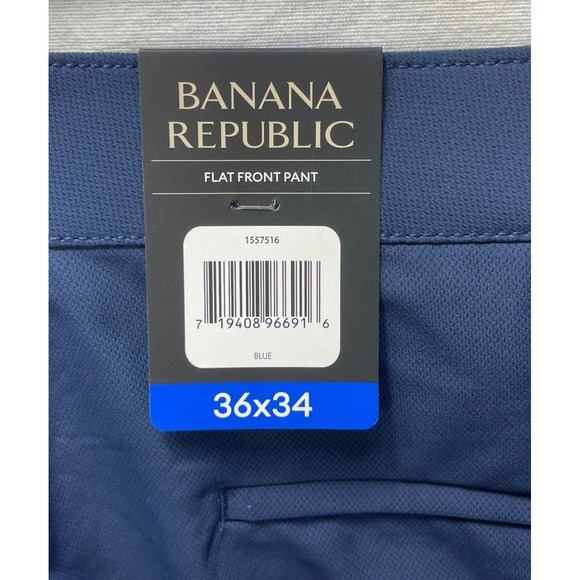 BANANA
REPUBLIC
FLAT FRONT PANT
1557516
7 19408 96691 6
BLUE
36x34